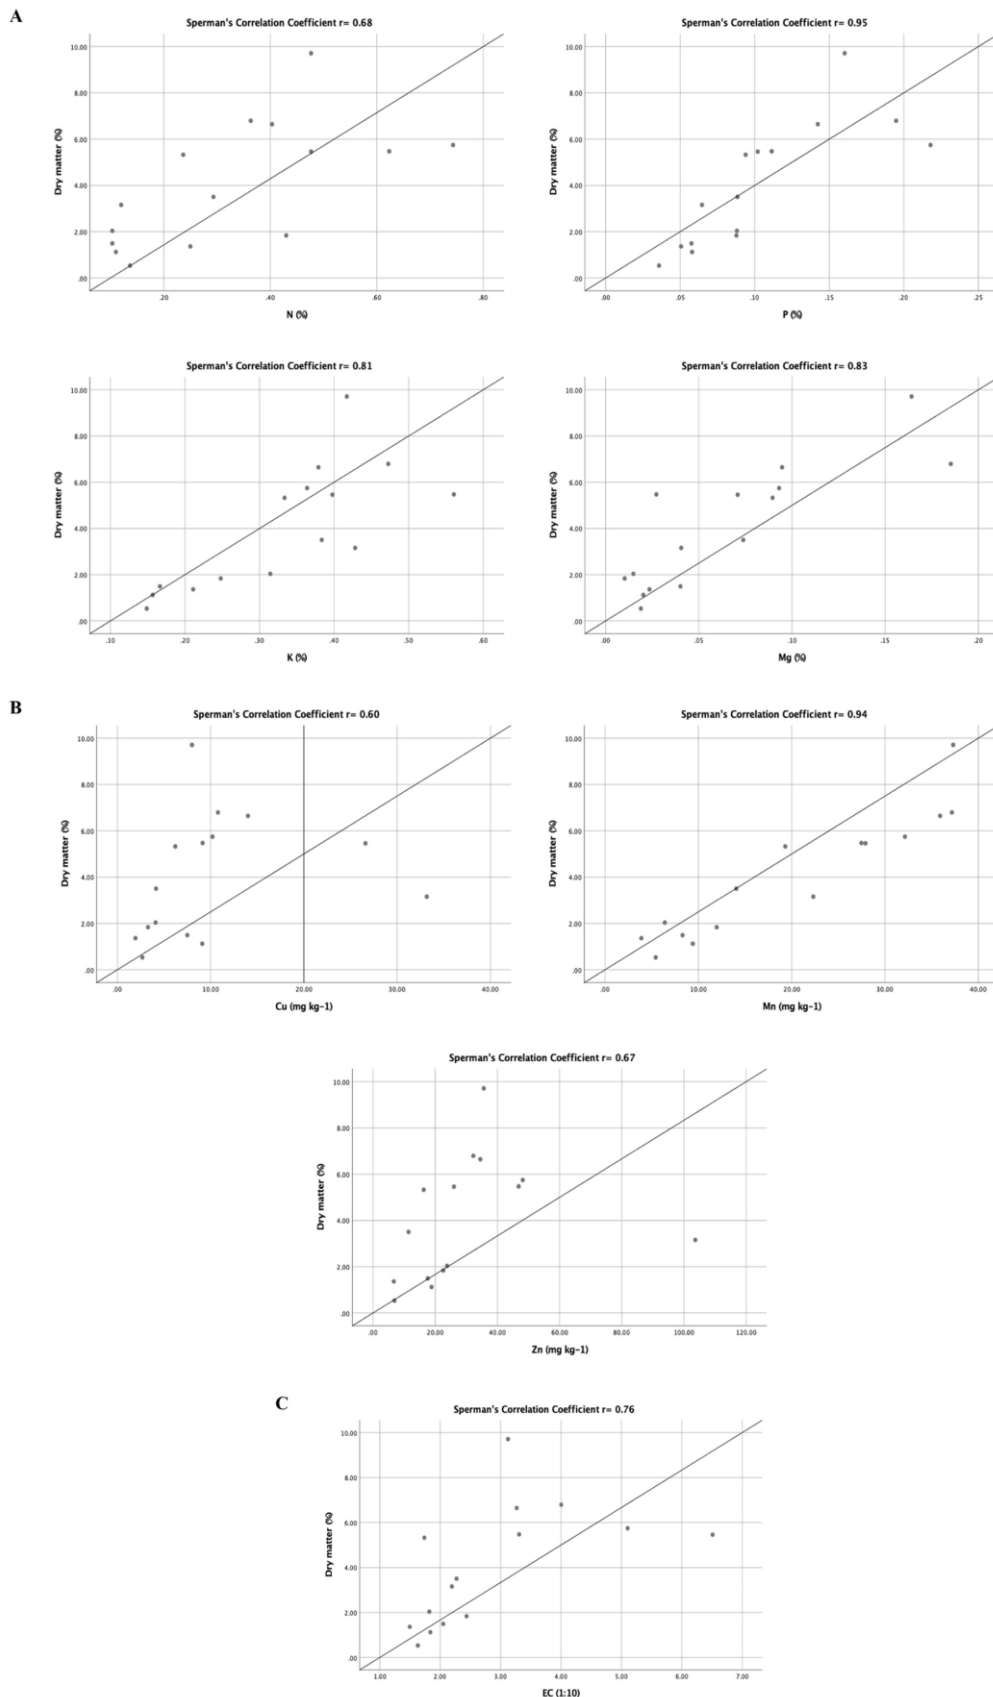 A
Sperman's Correlation Coefficient r= 0.68
Dry matter (%)
10.00
8.00
6.00
4.00
2.00
.00
.20 .40 .60 .80
N (%)
Sperman's Correlation Coefficient r= 0.95
Dry matter (%)
10.00
8.00
6.00
4.00
2.00
.00
.00 .05 .10 .15 .20 .25
P (%)
Sperman's Correlation Coefficient r= 0.81
Dry matter (%)
10.00
8.00
6.00
4.00
2.00
.00
.10 .20 .30 .40 .50 .60
K (%)
Sperman's Correlation Coefficient r= 0.83
Dry matter (%)
10.00
8.00
6.00
4.00
2.00
.00
.00 .05 .10 .15 .20
Mg (%)
B
Sperman's Correlation Coefficient r= 0.60
Dry matter (%)
10.00
8.00
6.00
4.00
2.00
.00
.00 10.00 20.00 30.00 40.00
Cu (mg kg-1)
Sperman's Correlation Coefficient r= 0.94
Dry matter (%)
10.00
8.00
6.00
4.00
2.00
.00
.00 10.00 20.00 30.00 40.00
Mn (mg kg-1)
Sperman's Correlation Coefficient r= 0.67
Dry matter (%)
10.00
8.00
6.00
4.00
2.00
.00
.00 20.00 40.00 60.00 80.00 100.00 120.00
Zn (mg kg-1)
C
Sperman's Correlation Coefficient r= 0.76
Dry matter (%)
10.00
8.00
6.00
4.00
2.00
.00
1.00 2.00 3.00 4.00 5.00 6.00 7.00
EC (1:10)